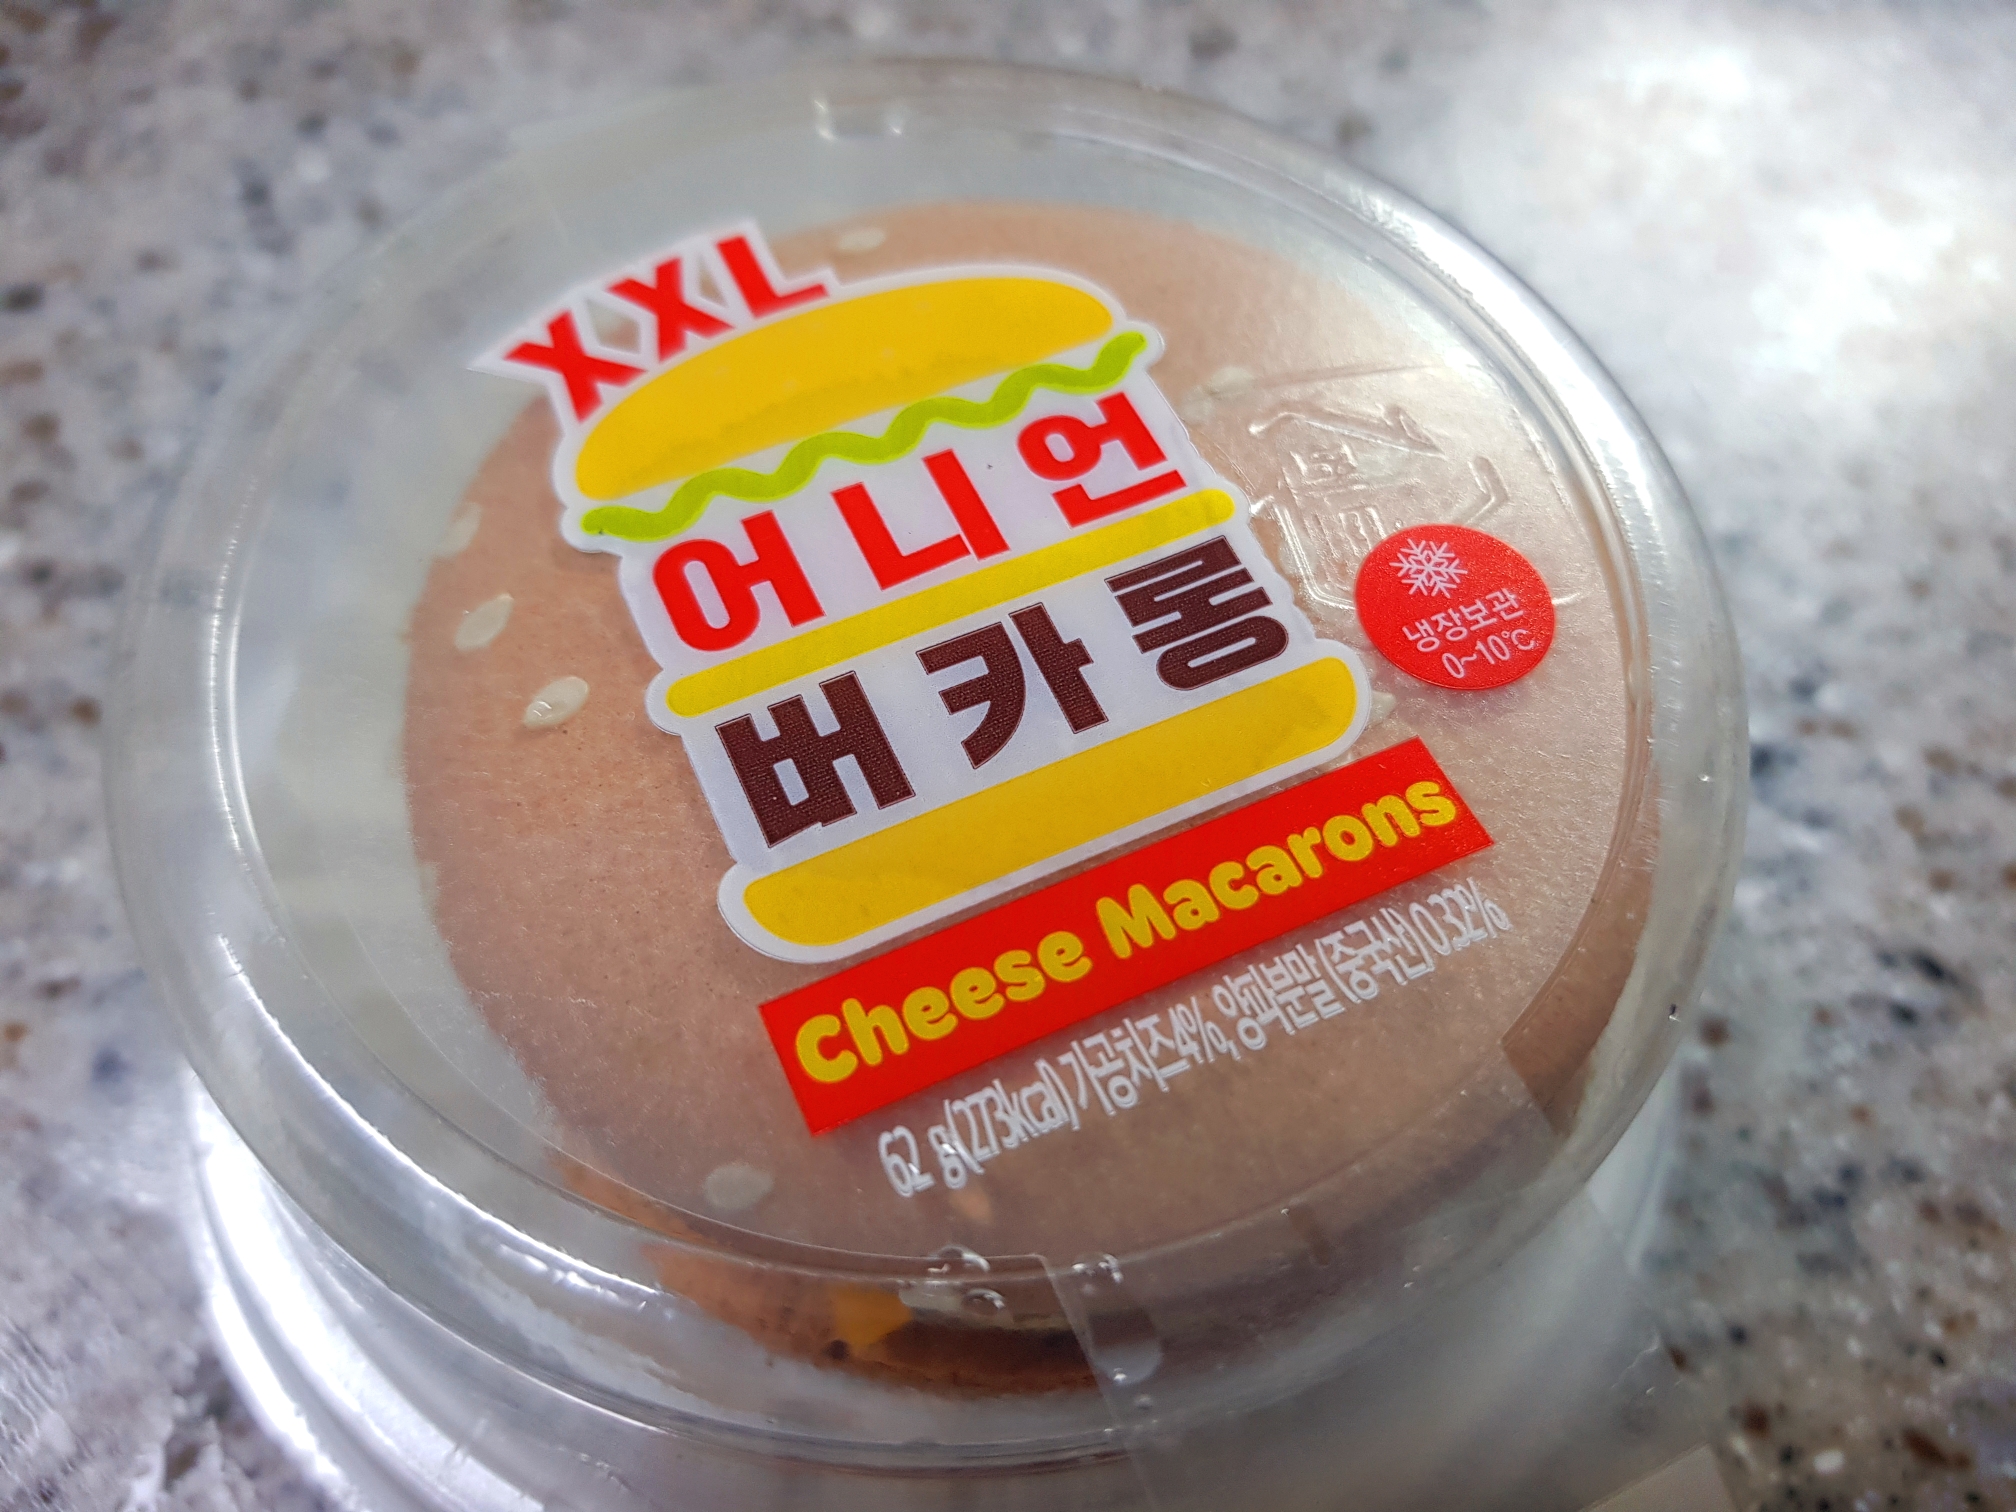 XXL
어니언
버카롱
냉장보관
0~10℃
Cheese Macarons
62 g(273kcal) 가공치즈4%, 양파분말(중국산)0.332%